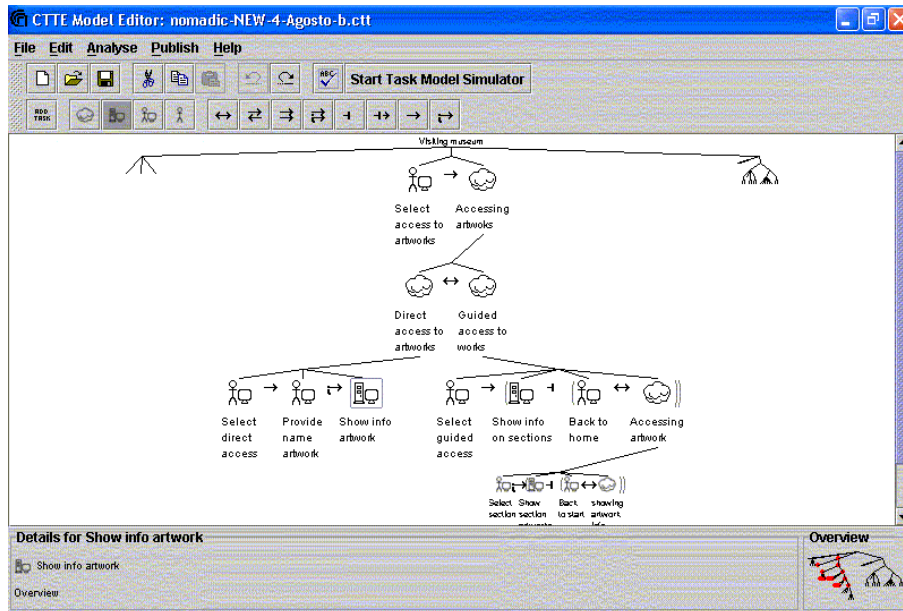 CTTE Model Editor: nomadic-NEW-4-Agosto-b.ctt
File Edit Analyse Publish Help
ABC Start Task Model Simulator
ADD
TASK
Visiting museum
Select Accessing
access to artwoks
artworks
Direct Guided
access to access to
artworks works
Select Provide Show info
direct name artwork
access artwork
Select Show info Back to Accessing
guided on sections home artwork
access
Select Show Back showing
section section to start artwork
Details for Show info artwork
Overview
Show info artwork
Overview